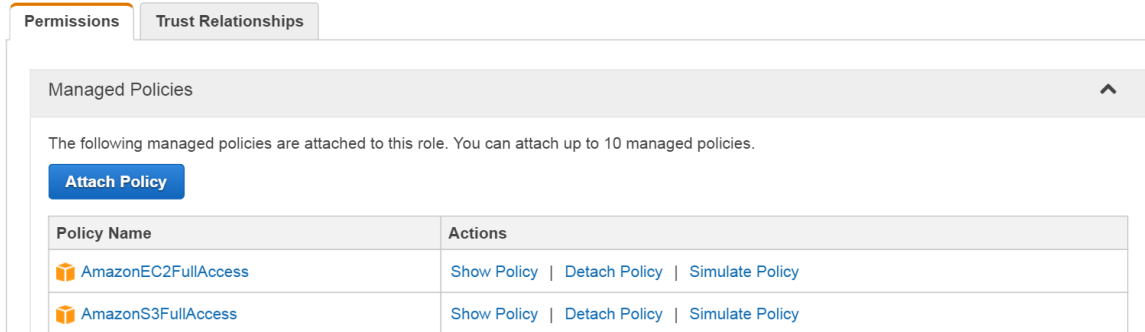 Permissions Trust Relationships
Managed Policies
The following managed policies are attached to this role. You can attach up to 10 managed policies.
Attach Policy
Policy Name Actions
AmazonEC2FullAccess Show Policy | Detach Policy | Simulate Policy
AmazonS3FullAccess Show Policy | Detach Policy | Simulate Policy